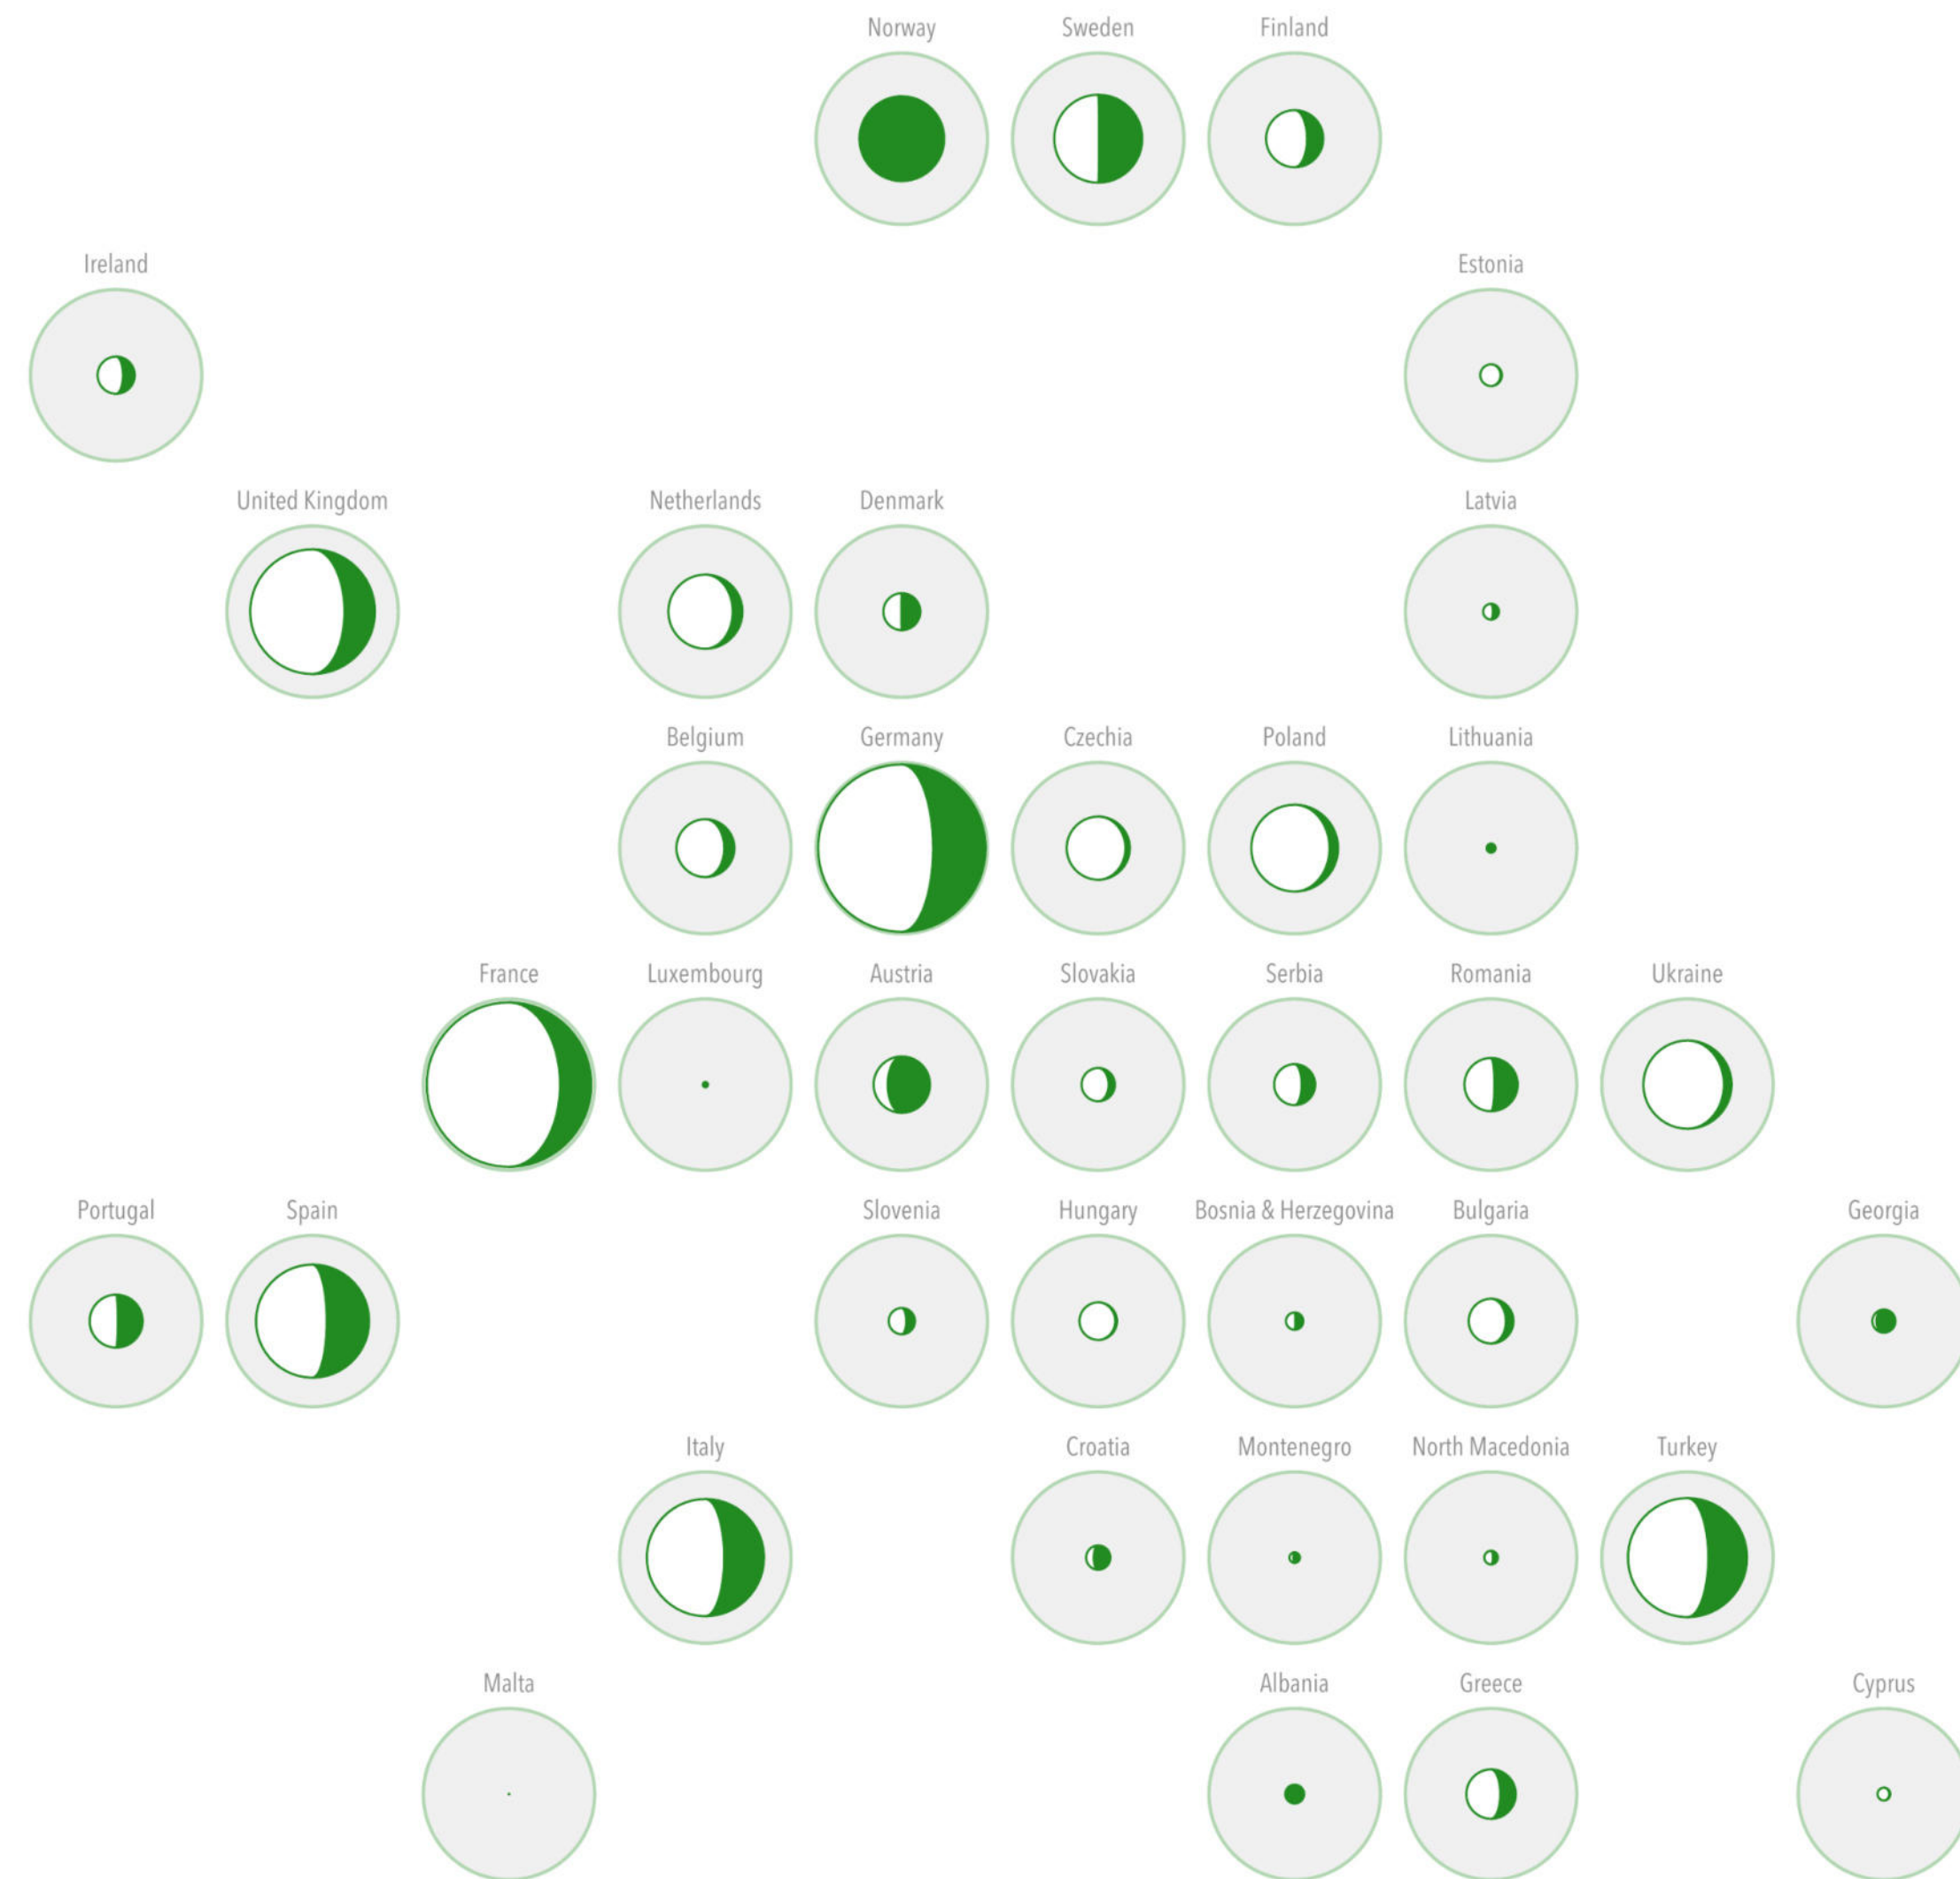 Norway
Sweden
Finland
Ireland
Estonia
United Kingdom
Netherlands
Denmark
Latvia
Belgium
Germany
Czechia
Poland
Lithuania
France
Luxembourg
Austria
Slovakia
Serbia
Romania
Ukraine
Portugal
Spain
Slovenia
Hungary
Bosnia & Herzegovina
Bulgaria
Georgia
Italy
Croatia
Montenegro
North Macedonia
Turkey
Malta
Albania
Greece
Cyprus